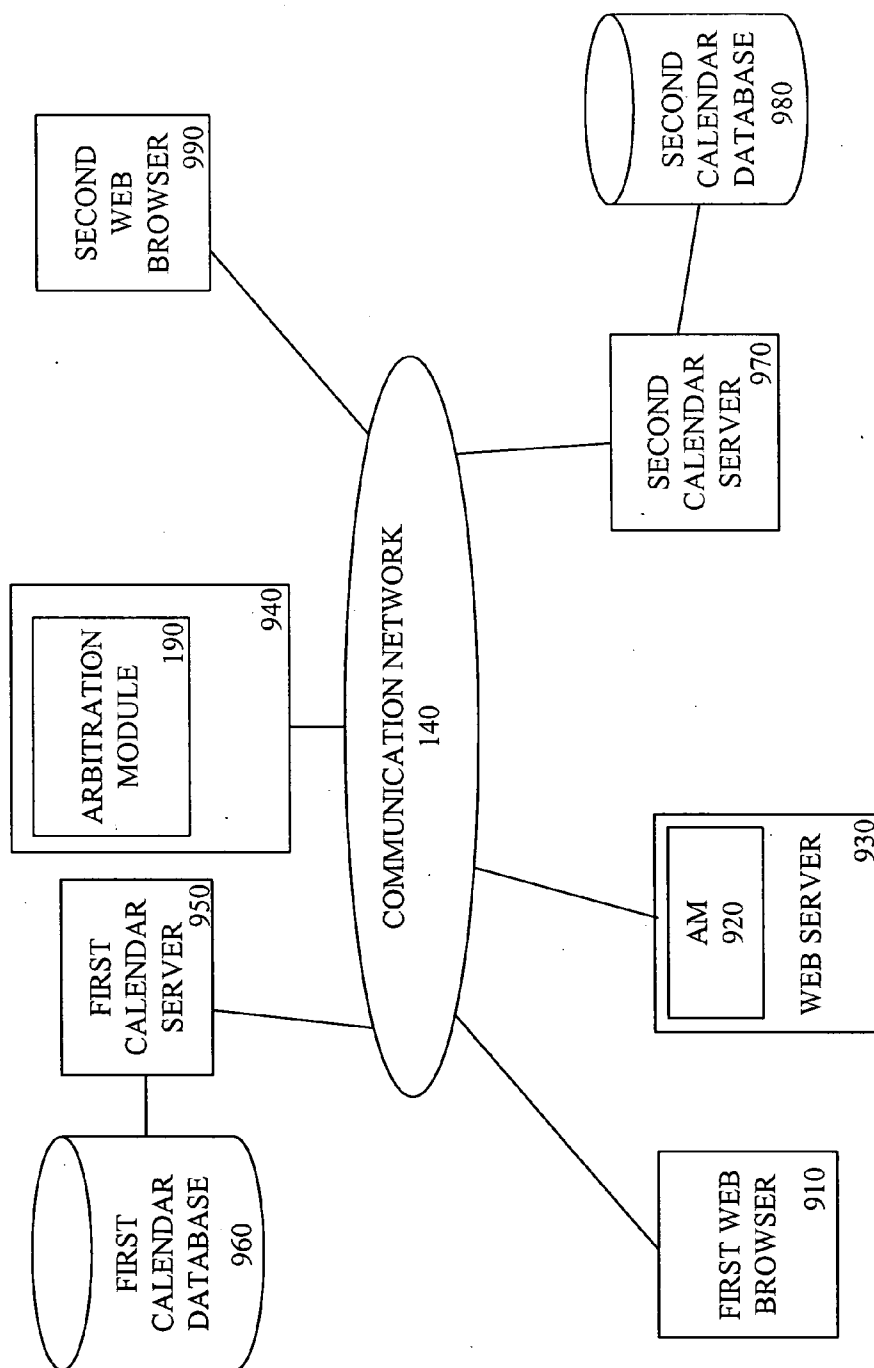 FIRST
CALENDAR
DATABASE
960
FIRST
CALENDAR
SERVER
950
ARBITRATION
MODULE
190
940
SECOND
WEB
BROWSER
990
COMMUNICATION NETWORK
140
FIRST WEB
BROWSER
910
AM
920
WEB SERVER
930
SECOND
CALENDAR
SERVER
970
SECOND
CALENDAR
DATABASE
980